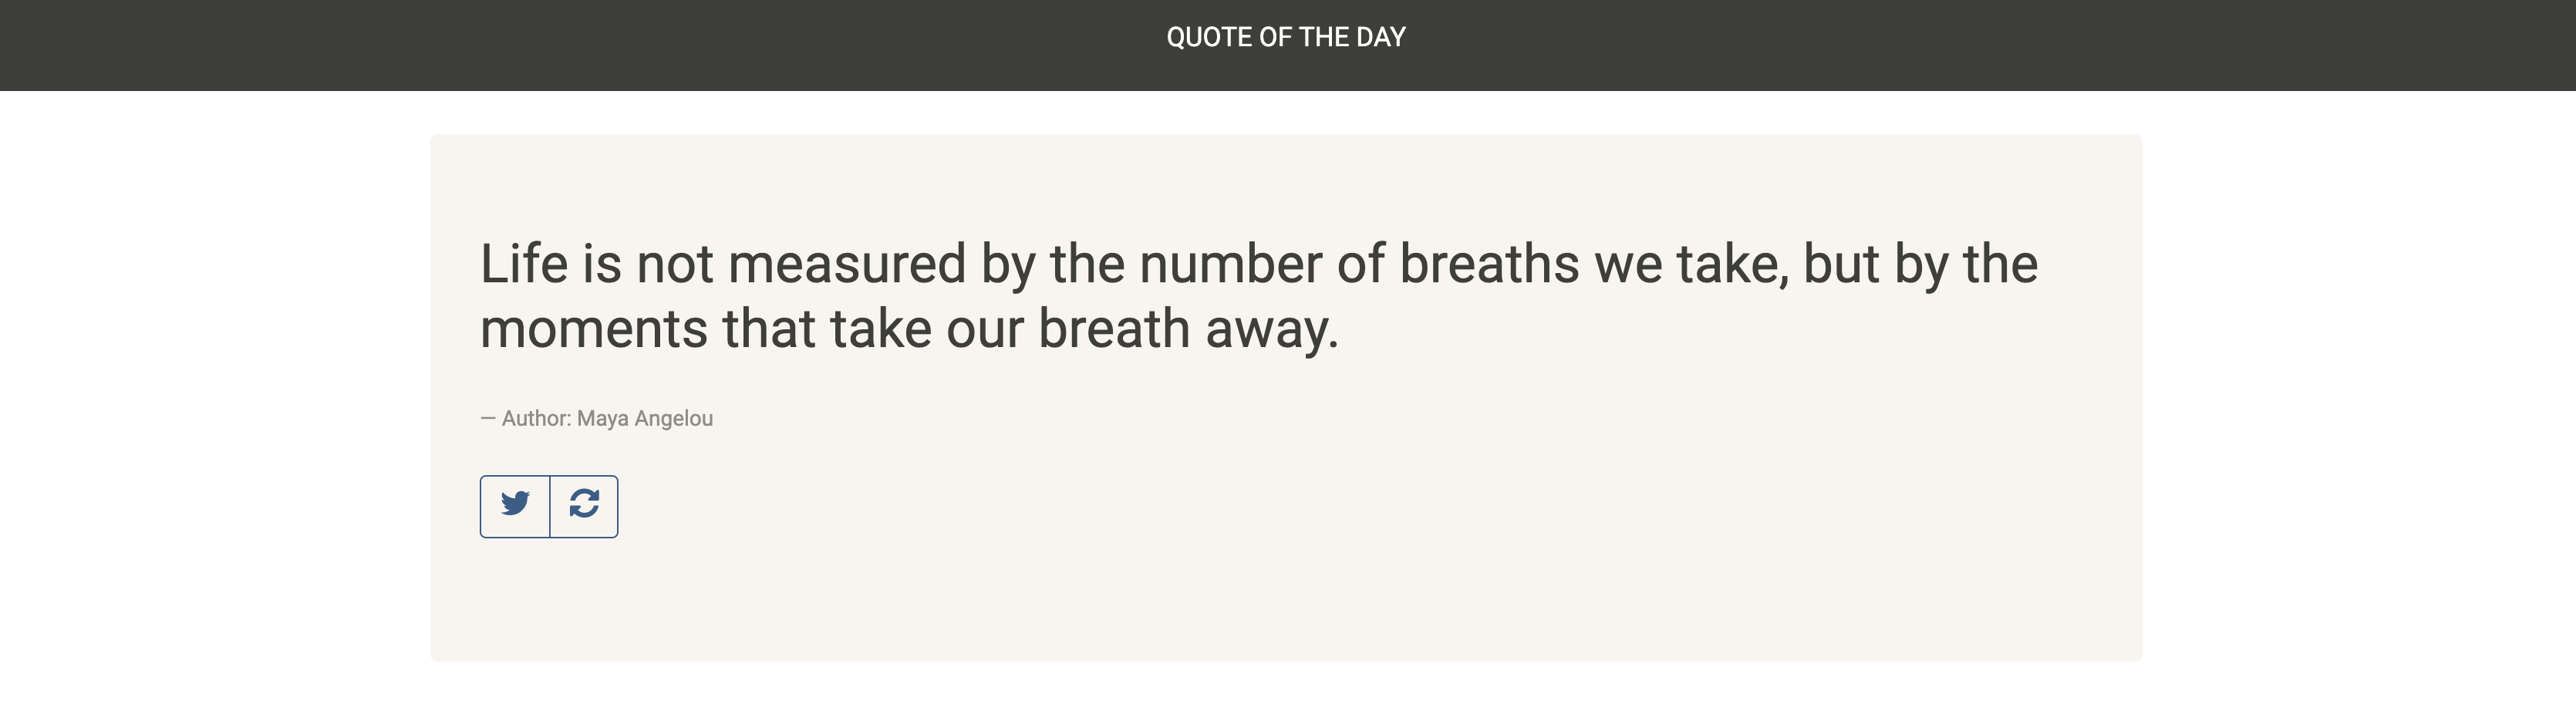 QUOTE OF THE DAY
Life is not measured by the number of breaths we take, but by the
moments that take our breath away.
— Author: Maya Angelou